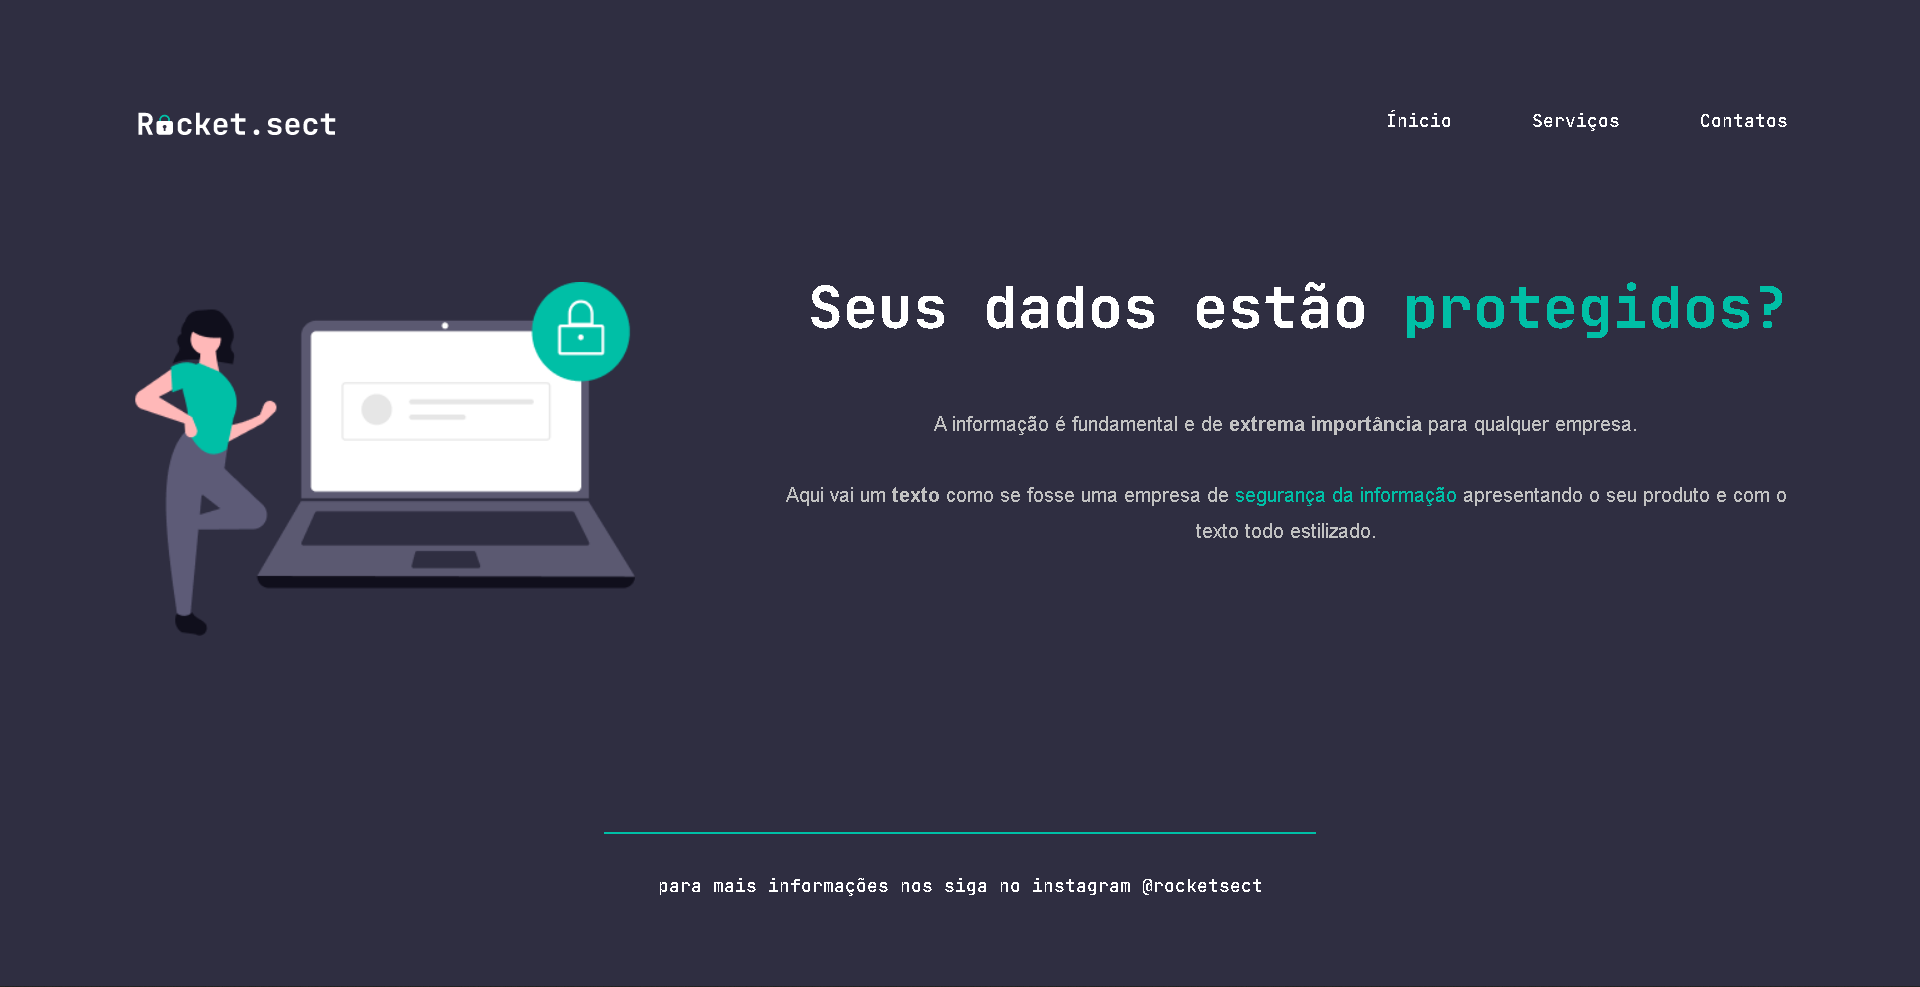 Rocket.sect
Ínicio Serviços Contatos
Seus dados estão protegidos?
A informação é fundamental e de extrema importância para qualquer empresa.
Aqui vai um texto como se fosse uma empresa de segurança da informação apresentando o seu produto e com o
texto todo estilizado.
para mais informações nos siga no instagram @rocketsect